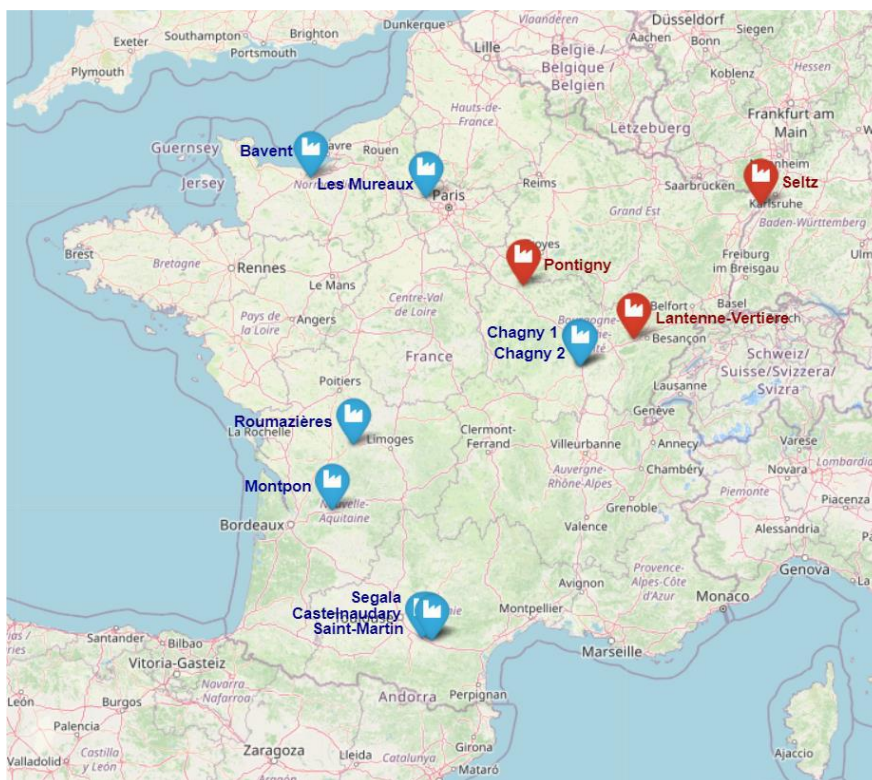 Dunkerque
Düsseldorf
Exeter
Southampton
Brighton
Vlaanderen
Siegen
Portsmouth
Lille
België /
Belgique /
Belgien
Aachen
Bonn
Hessen
Plymouth
Koblenz
Hauts-de-
France
Frankfurt am
Main
Guernsey
Bavent
Rouen
Lëtzebuerg
Jersey
Les Mureaux
Paris
Reims
Saarbrücken
Seltz
Karlsruhe
Grand Est
Baden-Württemberg
Brest
Bretagne
Rennes
Le Mans
Pontigny
Freiburg
im Breisgau
Ulm
Pays de
la Loire
Angers
Centre-Val
de Loire
Belfort
Basel
Lantenne-Vertière
Besançon
Chagny 1
Chagny 2
France
Schweiz/
Suisse/Svizzera/
Svizra
Lausanne
Poitiers
Genève
Roumazières
La Rochelle
Limoges
Clermont-
Ferrand
Villeurbanne
Annecy
Varese
Auvergne-
Rhône-Alpes
Chambéry
Novara
Lombardia
Montpon
Nouvelle-
Aquitaine
Grenoble
Piemonte
Piacenza
Bordeaux
Valence
Alessandria
Provence-
Alpes-Côte
d'Azur
Genova
Avignon
La
Segala
Castelnaudary
Saint-Martin
Montpellier
Monaco
Santander
Bilbao
Marseille
Vitoria-Gasteiz
Navarra
Nafarroa
León
Burgos
Andorra
Perpignan
Palencia
Castilla
y León
Zaragoza
Lleida
Catalunya
Girona
Valladolid
Mataró
Ajaccio